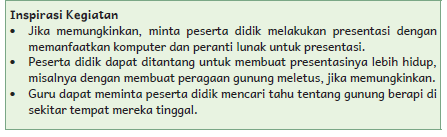 Inspirasi Kegiatan
• Jika memungkinkan, minta peserta didik melakukan presentasi dengan
memanfaatkan komputer dan peranti lunak untuk presentasi.
• Peserta didik dapat ditantang untuk membuat presentasinya lebih hidup,
misalnya dengan membuat peragaan gunung meletus, jika memungkinkan.
• Guru dapat meminta peserta didik mencari tahu tentang gunung berapi di
sekitar tempat mereka tinggal.